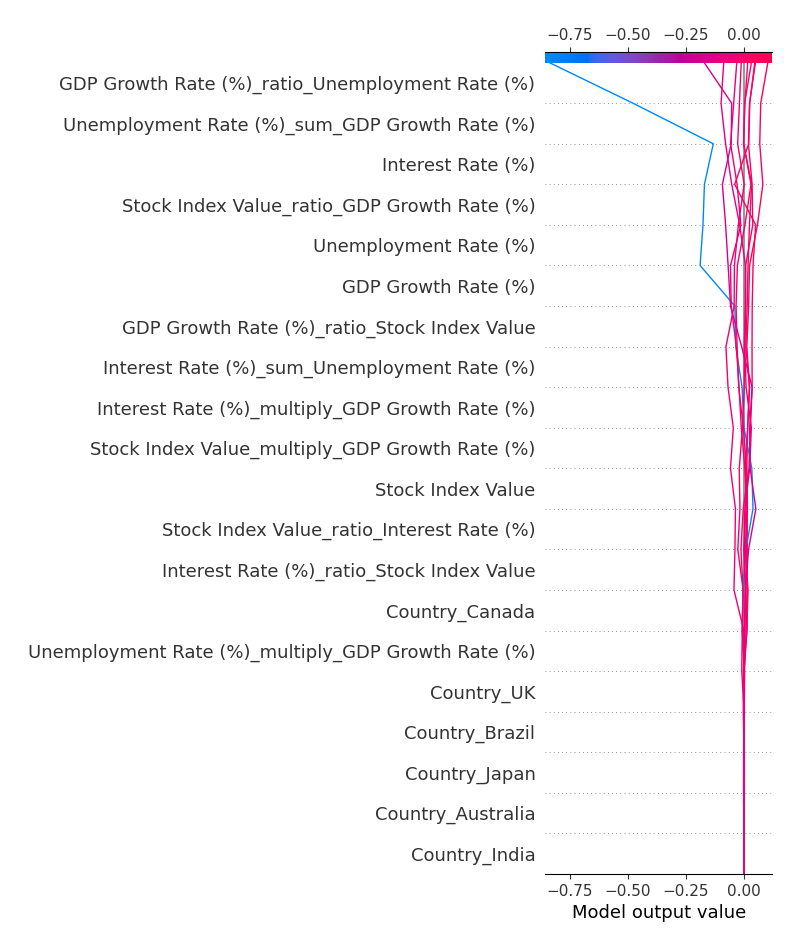 −0.75 −0.50 −0.25 0.00
GDP Growth Rate (%)_ratio_Unemployment Rate (%)
Unemployment Rate (%)_sum_GDP Growth Rate (%)
Interest Rate (%)
Stock Index Value_ratio_GDP Growth Rate (%)
Unemployment Rate (%)
GDP Growth Rate (%)
GDP Growth Rate (%)_ratio_Stock Index Value
Interest Rate (%)_sum_Unemployment Rate (%)
Interest Rate (%)_multiply_GDP Growth Rate (%)
Stock Index Value_multiply_GDP Growth Rate (%)
Stock Index Value
Stock Index Value_ratio_Interest Rate (%)
Interest Rate (%)_ratio_Stock Index Value
Country_Canada
Unemployment Rate (%)_multiply_GDP Growth Rate (%)
Country_UK
Country_Brazil
Country_Japan
Country_Australia
Country_India
−0.75 −0.50 −0.25 0.00
Model output value